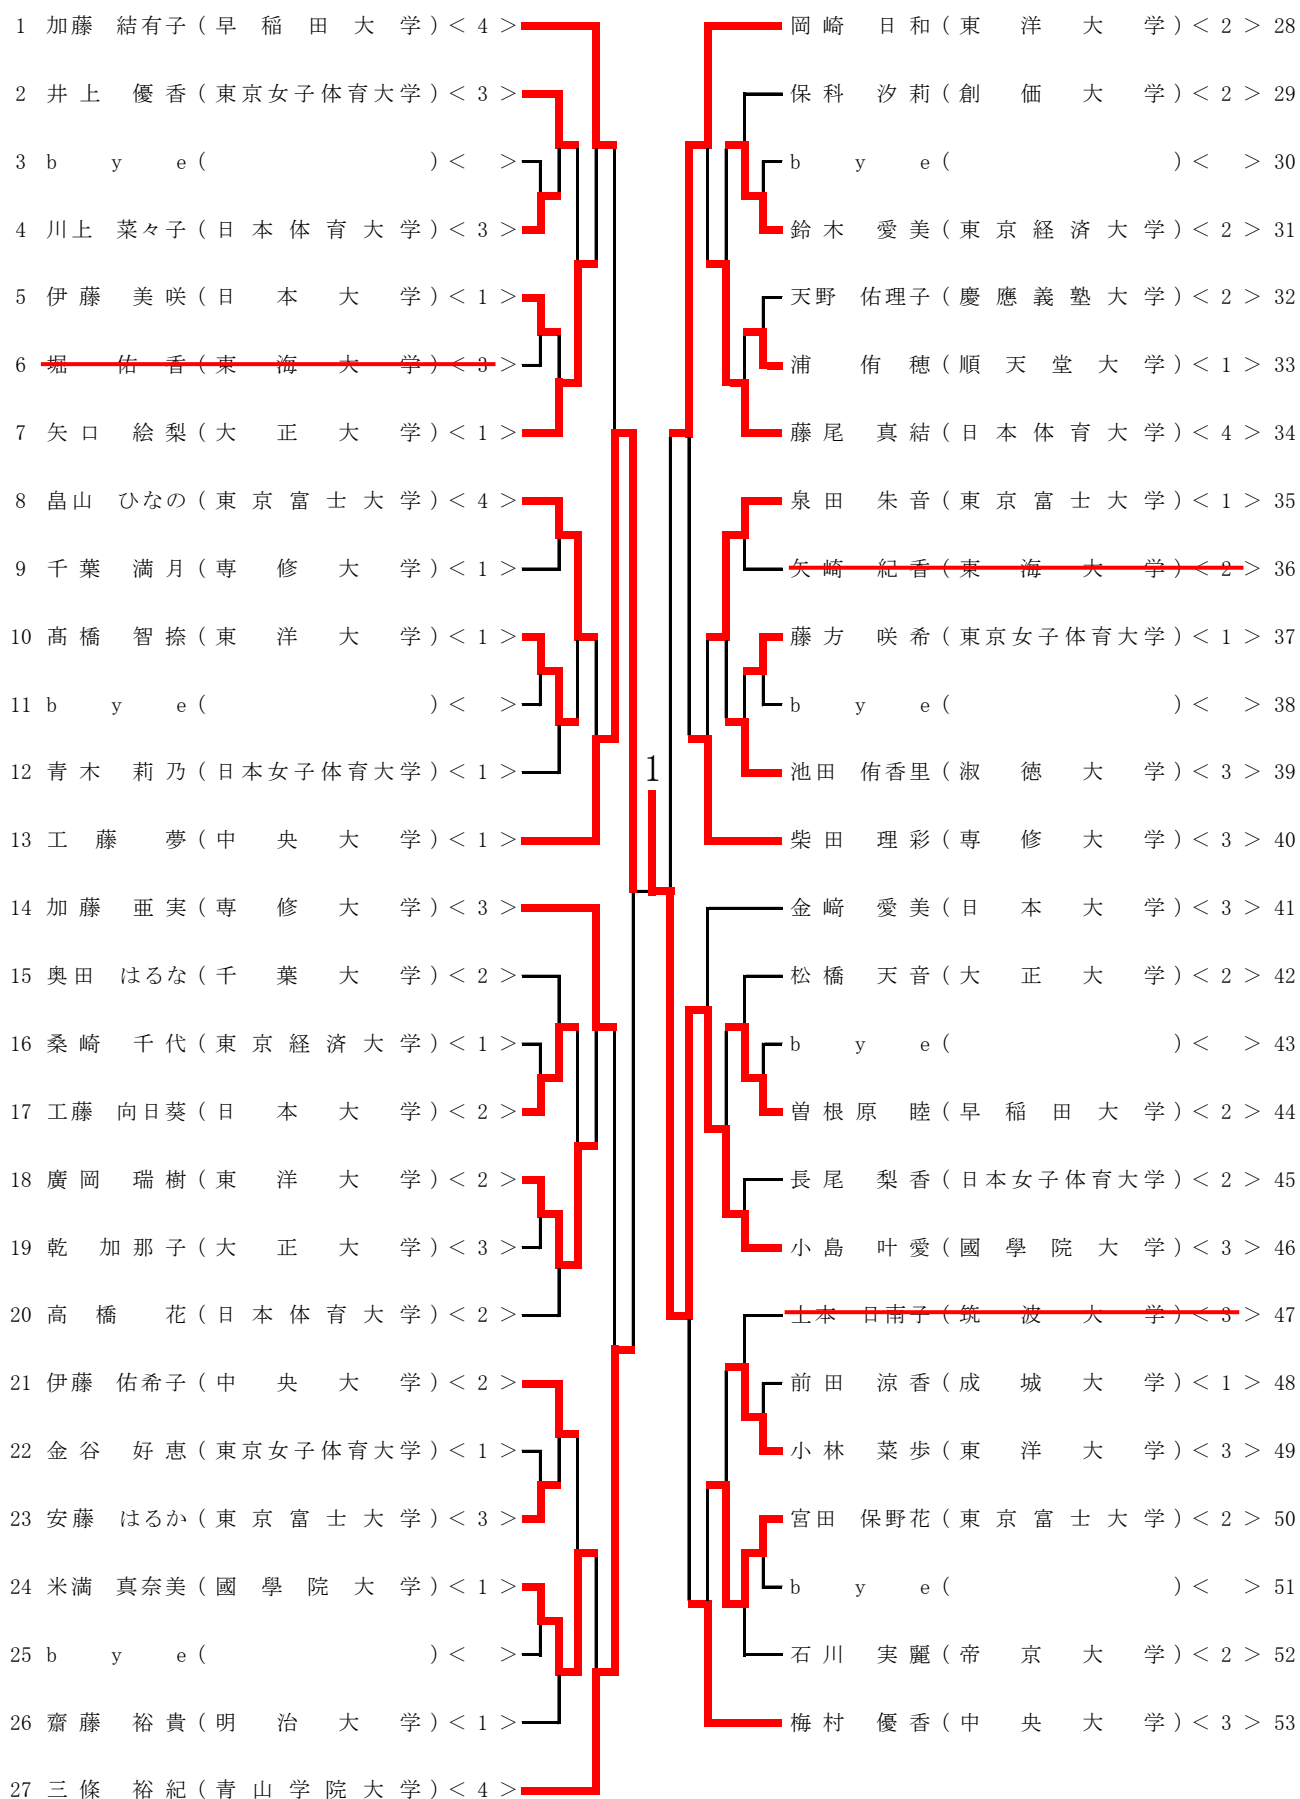 1 加藤 結有子 ( 早稲田大学 ) < 4 >
2 井上 優香 ( 東京女子体育大学 ) < 3 >
3 bye ( ) < >
4 川上 菜々子 ( 日本体育大学 ) < 3 >
5 伊藤 美咲 ( 日本大学 ) < 1 >
6 堀 佑香 ( 東海大学 ) < 3 >
7 矢口 絵梨 ( 大正大学 ) < 1 >
8 畠山 ひなの ( 東京富士大学 ) < 4 >
9 千葉 満月 ( 専修大学 ) < 1 >
10 髙橋 智捺 ( 東洋大学 ) < 1 >
11 bye ( ) < >
12 青木 莉乃 ( 日本女子体育大学 ) < 1 >
13 工藤 夢 ( 中央大学 ) < 1 >
14 加藤 亜実 ( 専修大学 ) < 3 >
15 奥田 はるな ( 千葉大学 ) < 2 >
16 桑崎 千代 ( 東京経済大学 ) < 1 >
17 工藤 向日葵 ( 日本大学 ) < 2 >
18 廣岡 瑞樹 ( 東洋大学 ) < 2 >
19 乾 加那子 ( 大正大学 ) < 3 >
20 高橋 花 ( 日本体育大学 ) < 2 >
21 伊藤 佑希子 ( 中央大学 ) < 2 >
22 金谷 好恵 ( 東京女子体育大学 ) < 1 >
23 安藤 はるか ( 東京富士大学 ) < 3 >
24 米満 真奈美 ( 國學院大学 ) < 1 >
25 bye ( ) < >
26 齋藤 裕貴 ( 明治大学 ) < 1 >
27 三條 裕紀 ( 青山学院大学 ) < 4 >
1
岡崎 日和 ( 東洋大学 ) < 2 > 28
保科 汐莉 ( 創価大学 ) < 2 > 29
bye ( ) < > 30
鈴木 愛美 ( 東京経済大学 ) < 2 > 31
天野 佑理子 ( 慶應義塾大学 ) < 2 > 32
浦 侑穂 ( 順天堂大学 ) < 1 > 33
藤尾 真結 ( 日本体育大学 ) < 4 > 34
泉田 朱音 ( 東京富士大学 ) < 1 > 35
矢崎 紀香 ( 東海大学 ) < 2 > 36
藤方 咲希 ( 東京女子体育大学 ) < 1 > 37
bye ( ) < > 38
池田 侑香里 ( 淑徳大学 ) < 3 > 39
柴田 理彩 ( 専修大学 ) < 3 > 40
金﨑 愛美 ( 日本大学 ) < 3 > 41
松橋 天音 ( 大正大学 ) < 2 > 42
bye ( ) < > 43
曽根原 睦 ( 早稲田大学 ) < 2 > 44
長尾 梨香 ( 日本女子体育大学 ) < 2 > 45
小島 叶愛 ( 國學院大学 ) < 3 > 46
土本 日南子 ( 筑波大学 ) < 3 > 47
前田 涼香 ( 成城大学 ) < 1 > 48
小林 菜歩 ( 東洋大学 ) < 3 > 49
宮田 保野花 ( 東京富士大学 ) < 2 > 50
bye ( ) < > 51
石川 実麗 ( 帝京大学 ) < 2 > 52
梅村 優香 ( 中央大学 ) < 3 > 53